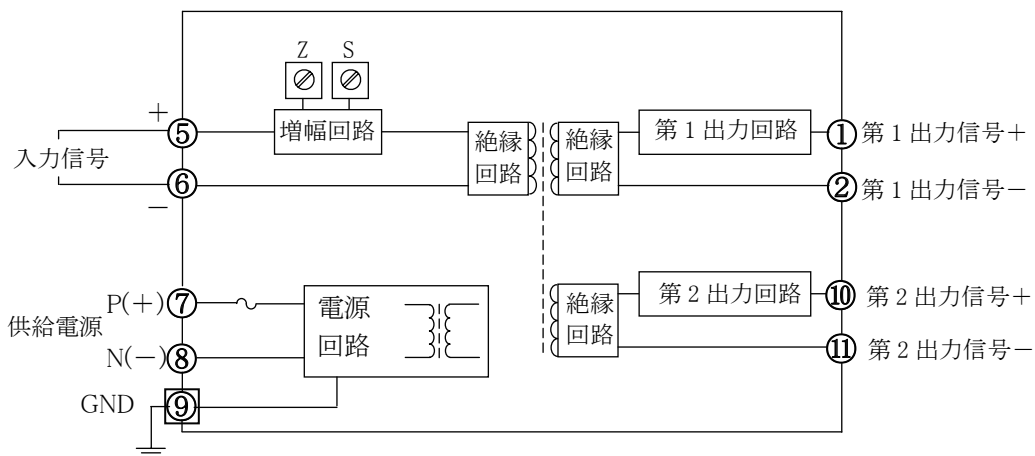 Z S
+
⑤
増幅回路
入力信号
⑥
−
絶縁
回路
絶縁
回路
第1出力回路
① 第1出力信号+
② 第1出力信号−
P(+) ⑦
供給電源
N(−) ⑧
GND ⑨
電源
回路
絶縁
回路
第2出力回路
⑩ 第2出力信号+
⑪ 第2出力信号−